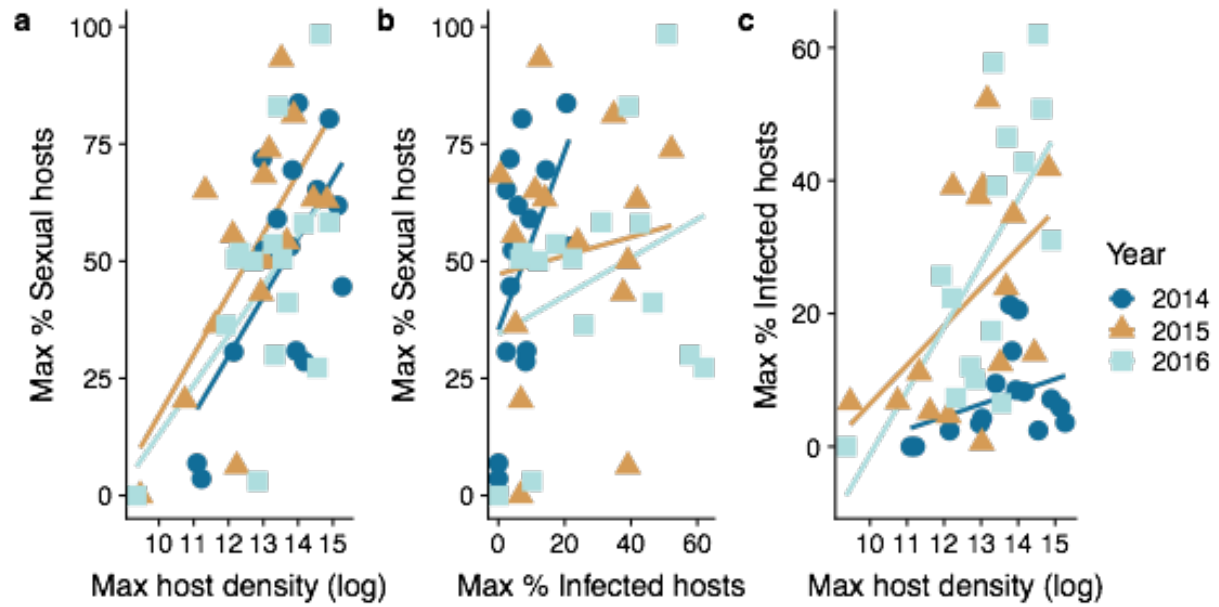 a
b
c
Max % Sexual hosts
100
75
50
25
0
10 11 12 13 14 15
Max host density (log)
Max % Sexual hosts
100
75
50
25
0
0 20 40 60
Max % Infected hosts
Max % Infected hosts
60
40
20
0
10 11 12 13 14 15
Max host density (log)
Year
2014
2015
2016